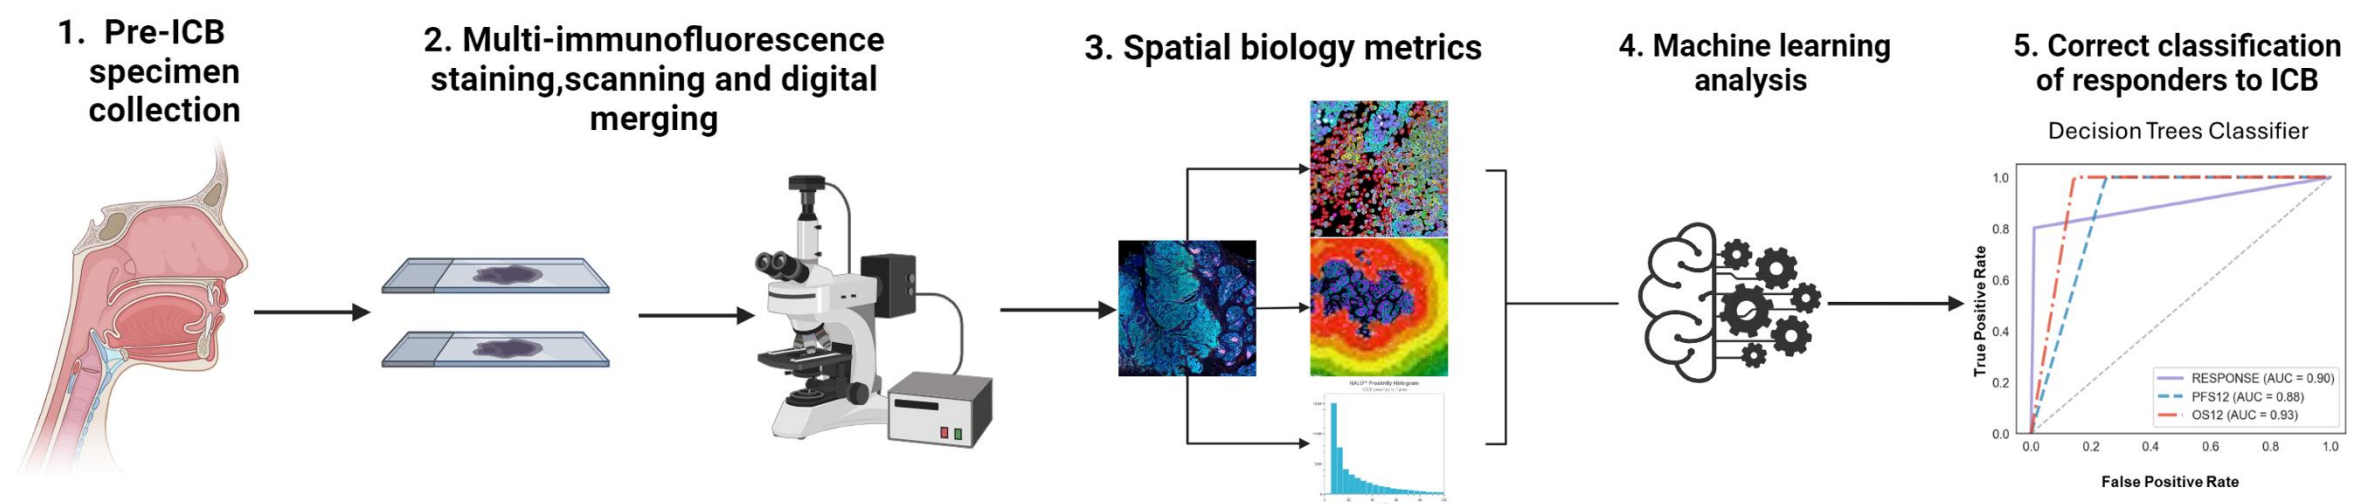 1. Pre-ICB
specimen
collection
2. Multi-immunofluorescence
staining,scanning and digital
merging
3. Spatial biology metrics
HALO™ Proximity Histogram
4. Machine learning
analysis
5. Correct classification
of responders to ICB
Decision Trees Classifier
True Positive Rate
1.0
0.8
0.6
0.4
0.2
0.0
RESPONSE (AUC = 0.90)
PFS12 (AUC = 0.88)
OS12 (AUC = 0.93)
0.0 0.2 0.4 0.6 0.8 1.0
False Positive Rate